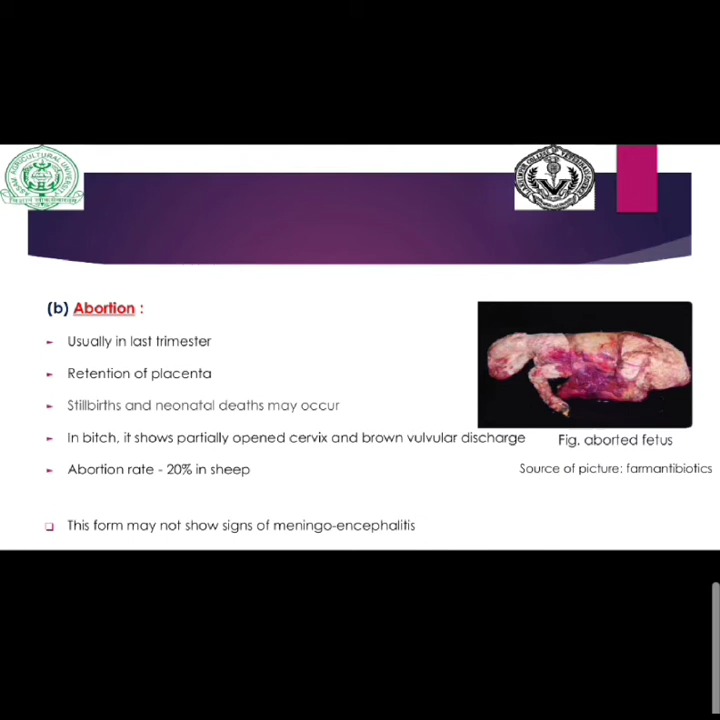 (b) Abortion :
► Usually in last trimester
► Retention of placenta
► Stillbirths and neonatal deaths may occur
► In bitch, it shows partially opened cervix and brown vulvular discharge
► Abortion rate - 20% in sheep
❑ This form may not show signs of meningo-encephalitis
Fig. aborted fetus
Source of picture: farmantibiotics